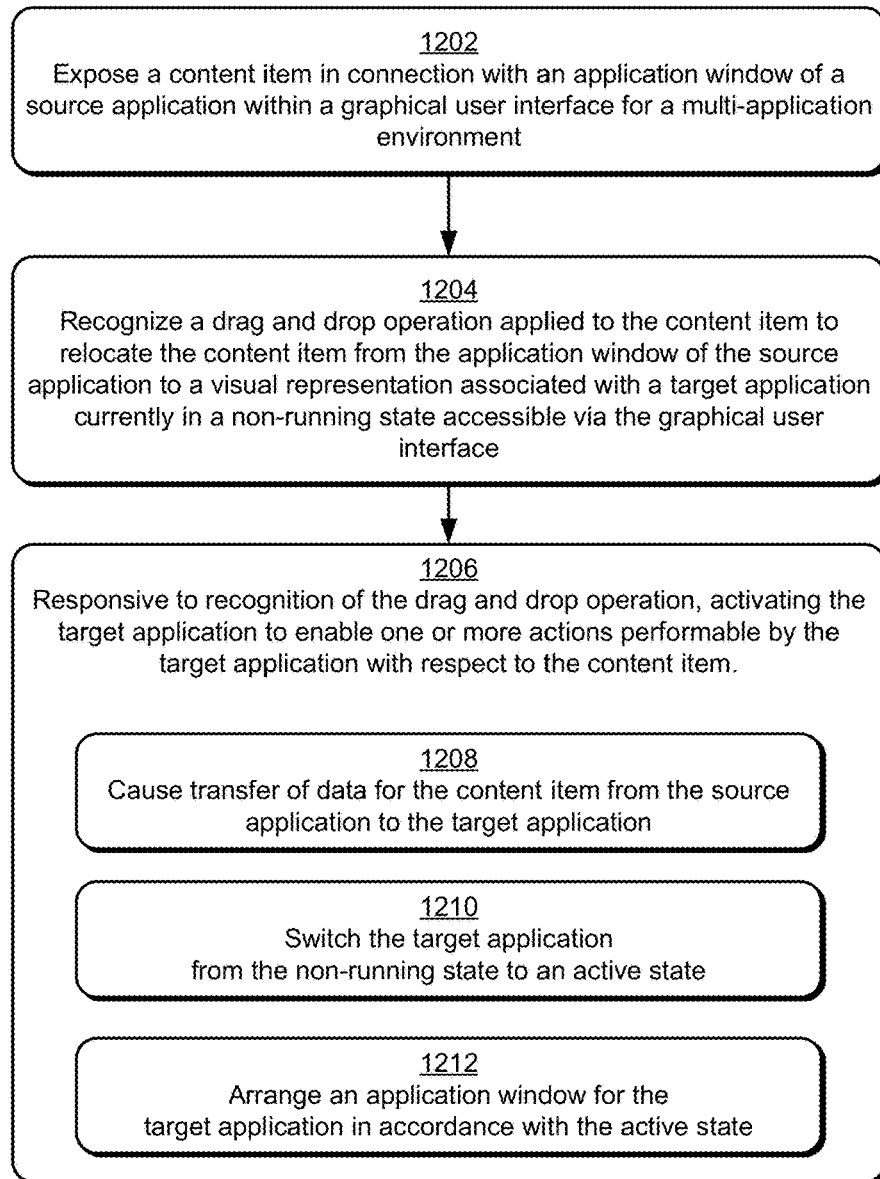 1202
Expose a content item in connection with an application window of a
source application within a graphical user interface for a multi-application
environment
1204
Recognize a drag and drop operation applied to the content item to
relocate the content item from the application window of the source
application to a visual representation associated with a target application
currently in a non-running state accessible via the graphical user
interface
1206
Responsive to recognition of the drag and drop operation, activating the
target application to enable one or more actions performable by the
target application with respect to the content item.
1208
Cause transfer of data for the content item from the source
application to the target application
1210
Switch the target application
from the non-running state to an active state
1212
Arrange an application window for the
target application in accordance with the active state